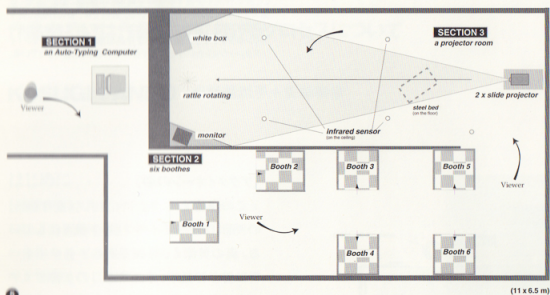 SECTION 1
an Auto-Typing Computer
Viewer
white box
SECTION 3
a projector room
2 x slide projector
rattle rotating
steel bed
(on the floor)
monitor
infrared sensor
(on the ceiling)
SECTION 2
six boothes
Booth 2
Booth 3
Booth 5
Viewer
Booth 1
Viewer
Booth 4
Booth 6
(11 x 6.5 m)